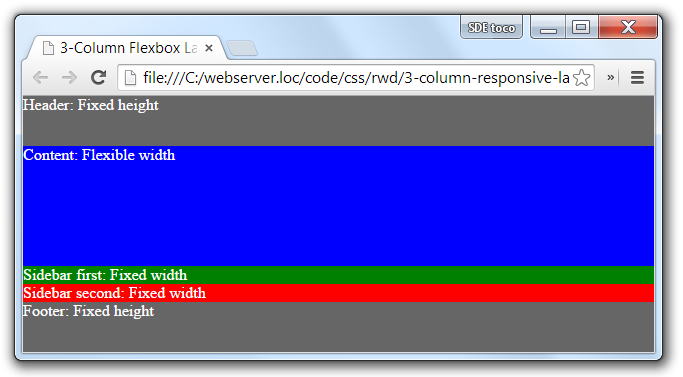 SDE toco
3-Column Flexbox La
file:///C:/webserver.loc/code/css/rwd/3-column-responsive-la
»
Header: Fixed height
Content: Flexible width
Sidebar first: Fixed width
Sidebar second: Fixed width
Footer: Fixed height